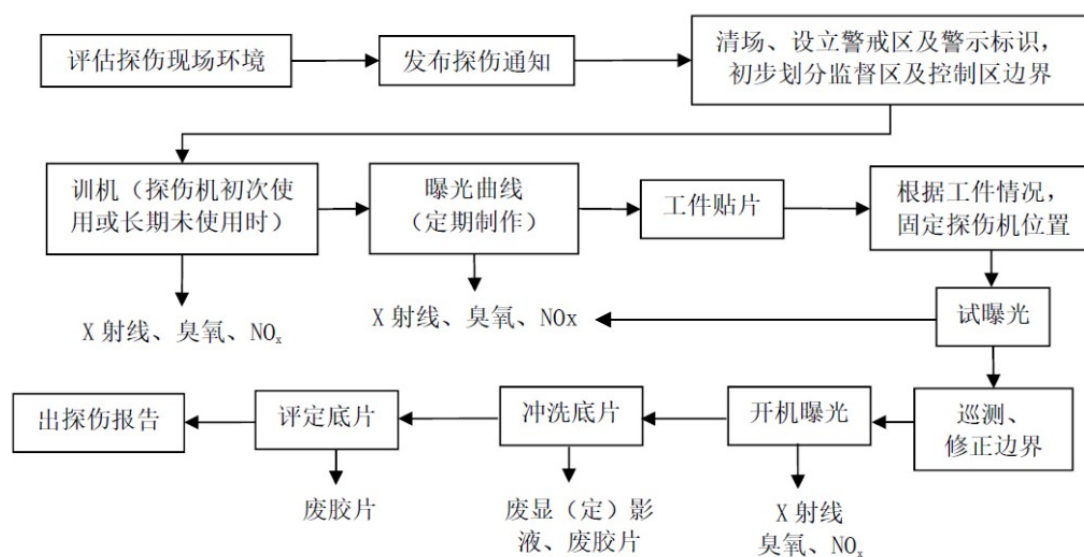 评估探伤现场环境
发布探伤通知
清场、设立警戒区及警示标识，
初步划分监督区及控制区边界
训机（探伤机初次使
用或长期未使用时）
曝光曲线
（定期制作）
工件贴片
根据工件情况，
固定探伤机位置
X 射线、臭氧、NOₓ
X 射线、臭氧、NOx
试曝光
出探伤报告
评定底片
冲洗底片
开机曝光
巡测、
修正边界
废胶片
废显（定）影
液、废胶片
X 射线
臭氧、NOₓ